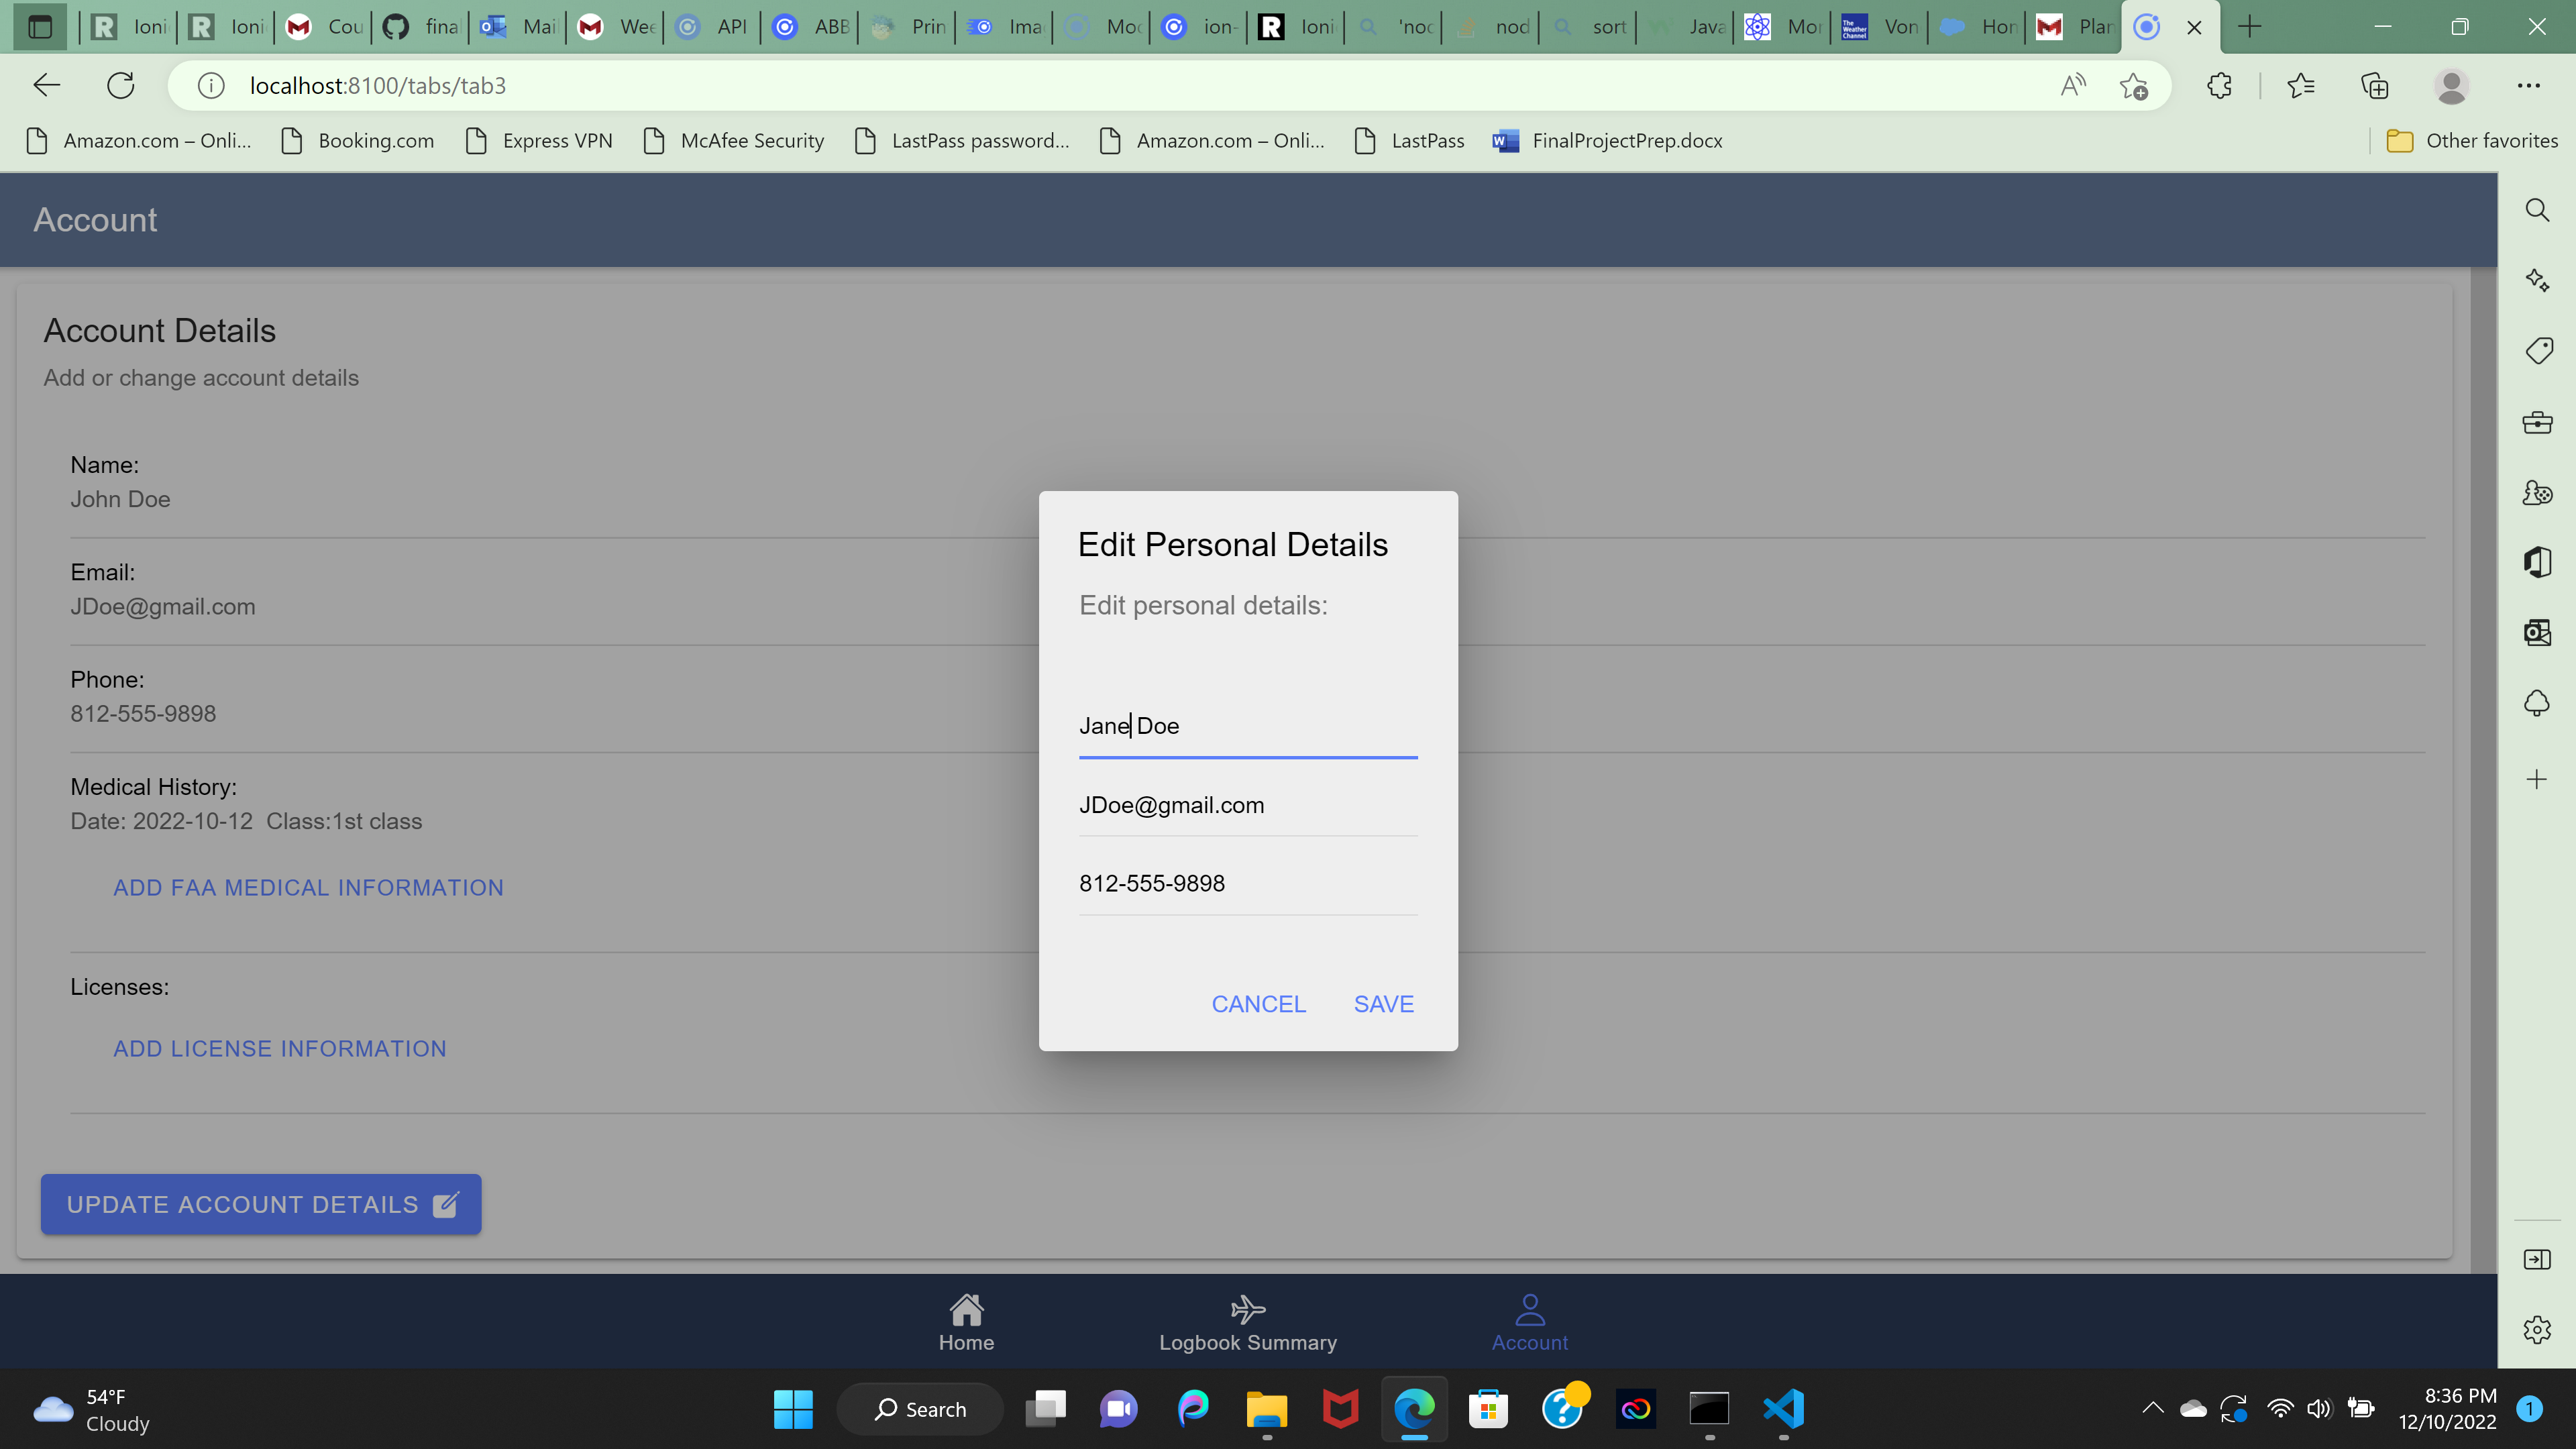 Ioni
Ioni
Cou
final
Mai
Wee
API
ABB
Prin
Ima
Moc
ion-
Ioni
'noc
nod
sort
Java
Mor
Von
Hon
Plan
localhost:8100/tabs/tab3
Amazon.com – Onli...
Booking.com
Express VPN
McAfee Security
LastPass password...
Amazon.com – Onli...
LastPass
FinalProjectPrep.docx
Other favorites
Account
Account Details
Add or change account details
Name:
John Doe
Email:
JDoe@gmail.com
Phone:
812-555-9898
Medical History:
Date: 2022-10-12 Class:1st class
ADD FAA MEDICAL INFORMATION
Licenses:
ADD LICENSE INFORMATION
UPDATE ACCOUNT DETAILS
Edit Personal Details
Edit personal details:
Jane Doe
JDoe@gmail.com
812-555-9898
CANCEL SAVE
Home
Logbook Summary
Account
54°F
Cloudy
Search
8:36 PM
12/10/2022
1